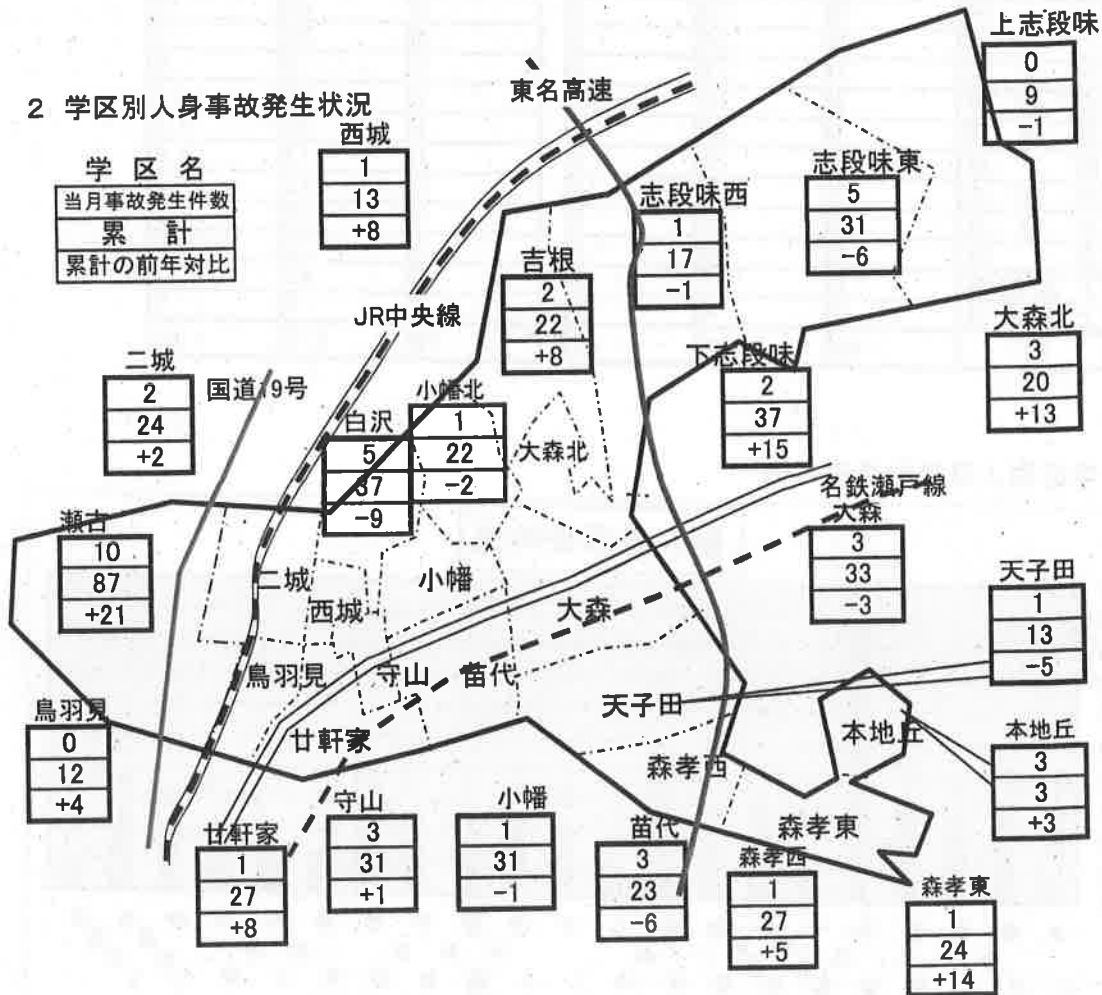 2 学区別人身事故発生状況
学区名
当月事故発生件数
累計
累計の前年対比
東名高速
上志段味
0
9
-1
西城
1
13
+8
志段味東
5
31
-6
志段味西
1
17
-1
吉根
2
22
+8
JR中央線
大森北
3
20
+13
下志段味
2
37
+15
二城
2
24
+2
国道19号
小幡北
1
22
-2
白沢
5
37
-9
大森北
名鉄瀬戸線
大森
3
33
-3
瀬古
10
87
+21
天子田
1
13
-5
二城
西城
小幡
大森
鳥羽見
守山
苗代
天子田
廿軒家
本地丘
森孝西
森孝東
鳥羽見
0
12
+4
本地丘
3
3
+3
廿軒家
1
27
+8
守山
3
31
+1
小幡
1
31
-1
苗代
3
23
-6
森孝西
1
27
+5
森孝東
1
24
+14